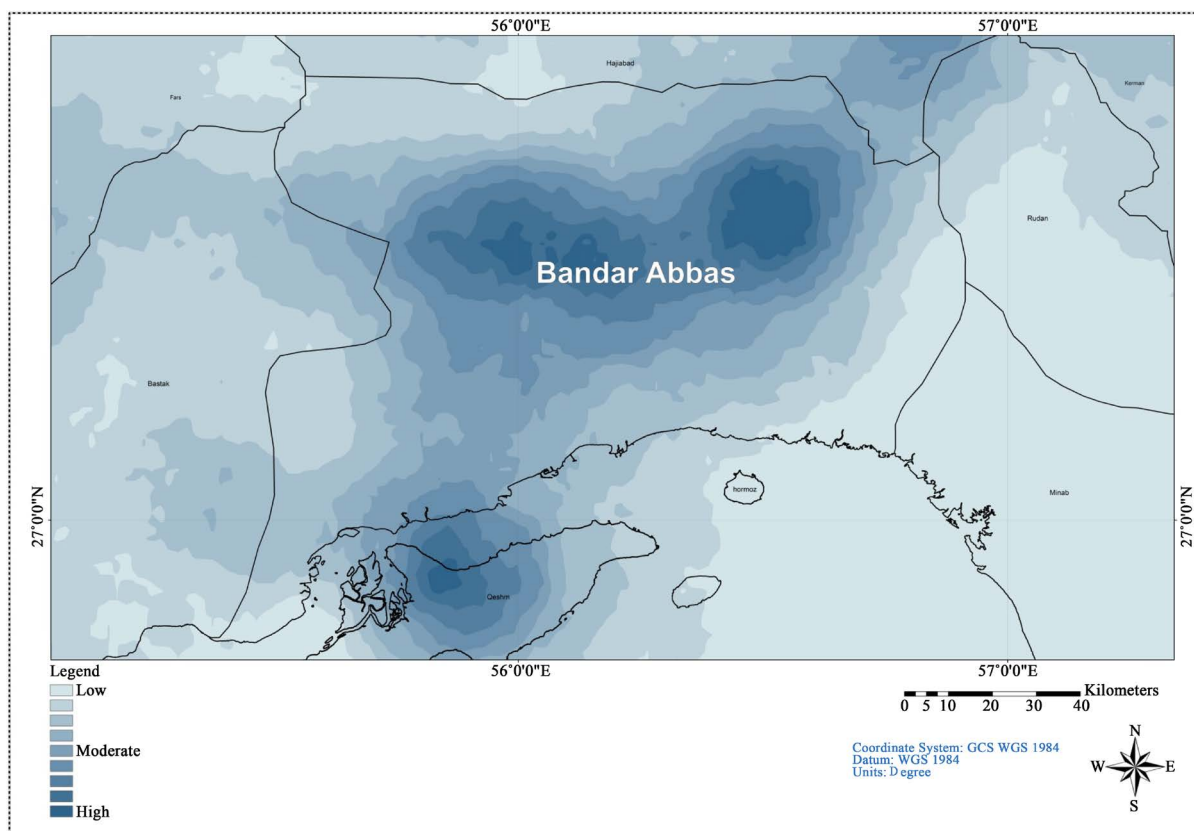 56°0'0"E 57°0'0"E
Hajiabad
Kerman
Fars
Rudan
Bandar Abbas
Bastak
hormoz
Minab
27°0'0"N 27°0'0"N
Qeshm
56°0'0"E 57°0'0"E
Legend
Low
Moderate
High
Kilometers
0 5 10 20 30 40
Coordinate System: GCS WGS 1984
Datum: WGS 1984
Units: Degree
N
W E
S